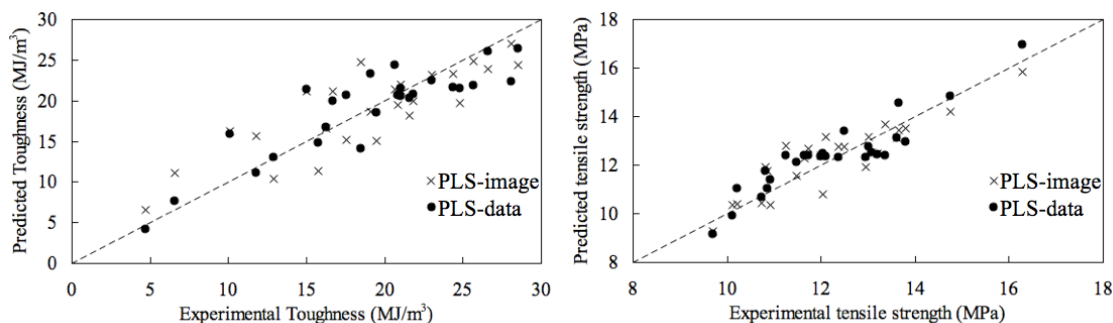 Predicted Toughness (MJ/m³)
30
25
20
15
10
5
0
× PLS-image
● PLS-data
0 5 10 15 20 25 30
Experimental Toughness (MJ/m³)
Predicted tensile strength (MPa)
18
16
14
12
10
8
× PLS-image
● PLS-data
8 10 12 14 16 18
Experimental tensile strength (MPa)